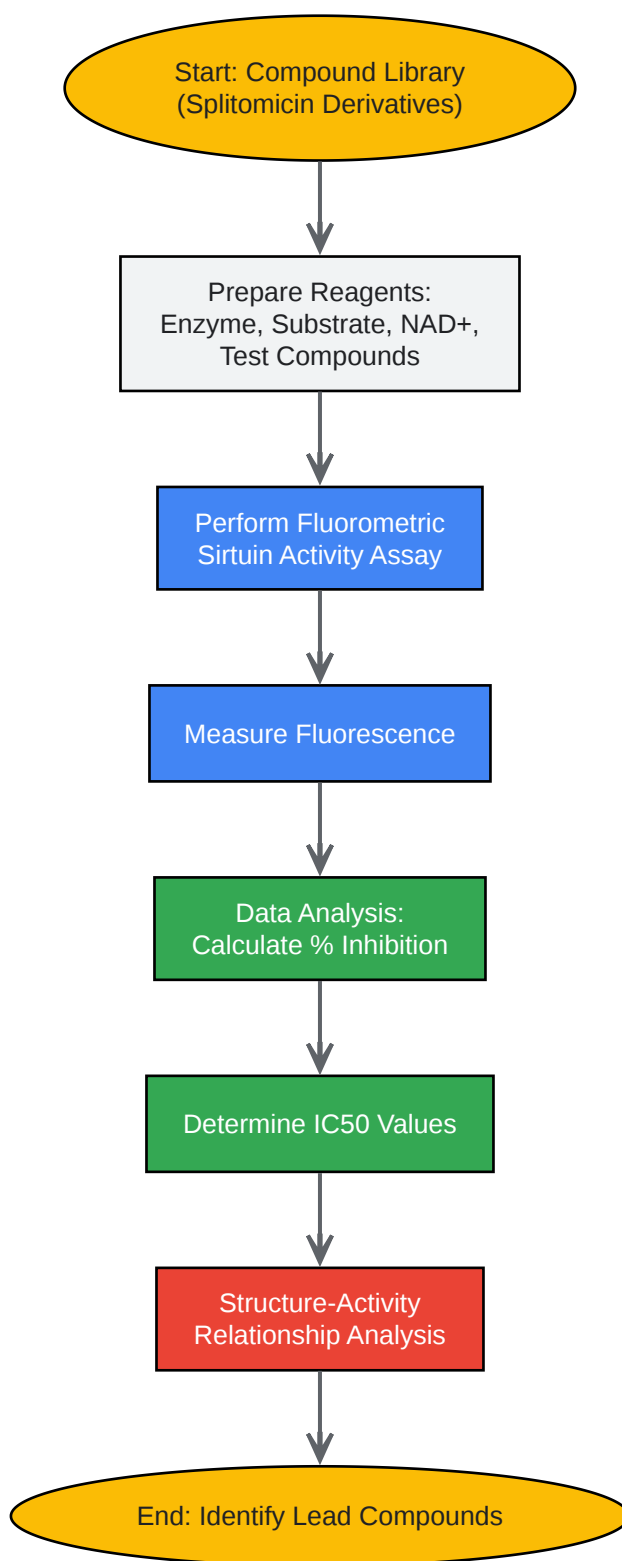 Start: Compound Library
(Splitomicin Derivatives)
Prepare Reagents:
Enzyme, Substrate, NAD+,
Test Compounds
Perform Fluorometric
Sirtuin Activity Assay
Measure Fluorescence
Data Analysis:
Calculate % Inhibition
Determine IC50 Values
Structure-Activity
Relationship Analysis
End: Identify Lead Compounds